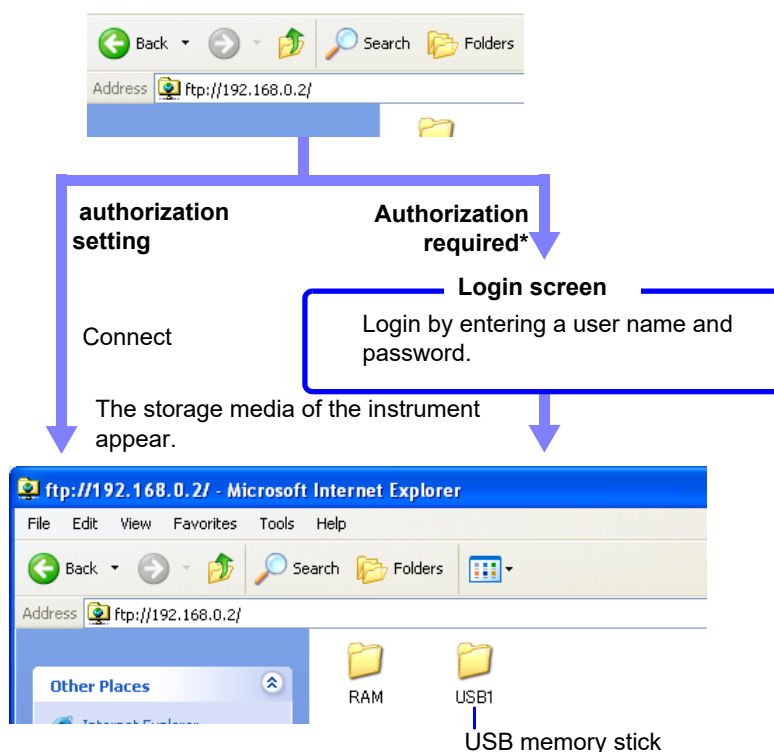 Back Search Folders
Address ftp://192.168.0.2/
authorization
setting
Authorization
required*
Login screen
Login by entering a user name and
password.
Connect
The storage media of the instrument
appear.
ftp://192.168.0.2/ - Microsoft Internet Explorer
File Edit View Favorites Tools Help
Back Search Folders
Address ftp://192.168.0.2/
Other Places
RAM
USB1
Internet Explorer
USB memory stick